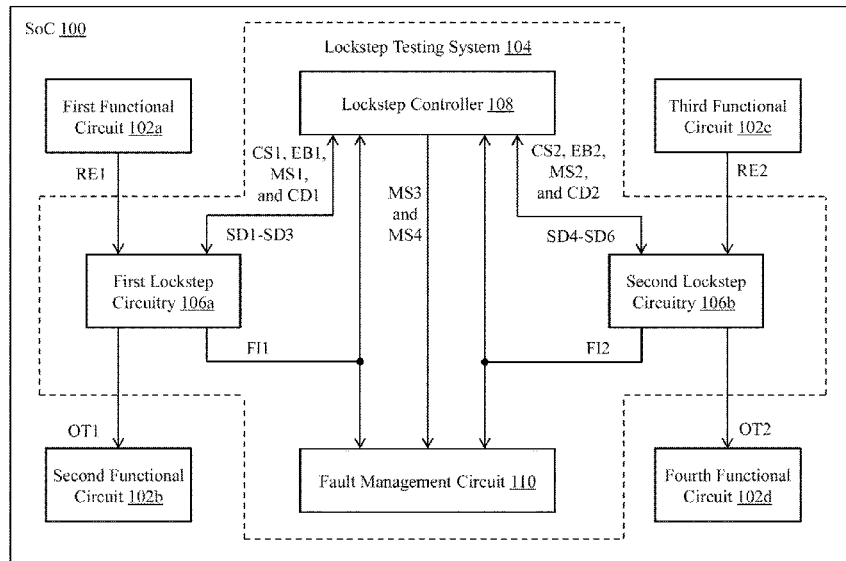 SoC 100
Lockstep Testing System 104
First Functional
Circuit 102a
Lockstep Controller 108
Third Functional
Circuit 102c
RE1
CS1, EB1,
MS1,
and CD1
MS3
and
MS4
CS2, EB2,
MS2,
and CD2
RE2
SD1-SD3
SD4-SD6
First Lockstep
Circuitry 106a
Second Lockstep
Circuitry 106b
FI1
FI2
OT1
OT2
Second Functional
Circuit 102b
Fault Management Circuit 110
Fourth Functional
Circuit 102d